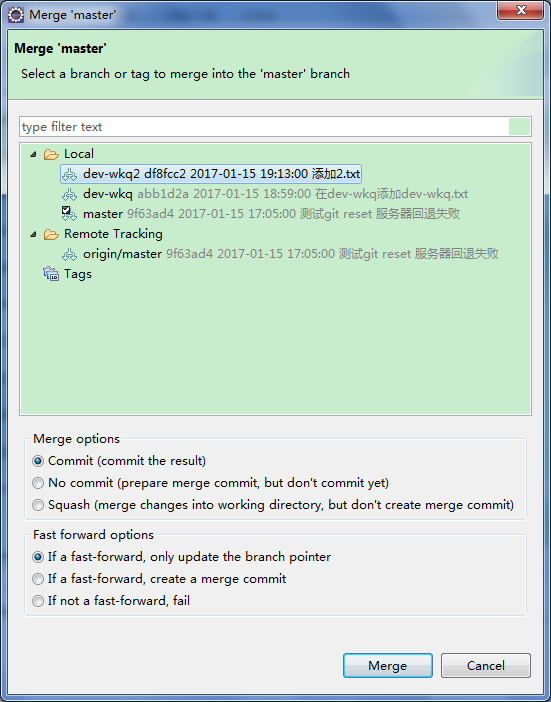 Merge 'master'
Merge 'master'
Select a branch or tag to merge into the 'master' branch
type filter text
Local
dev-wkq2 df8fcc2 2017-01-15 19:13:00 添加2.txt
dev-wkq abb1d2a 2017-01-15 18:59:00 在dev-wkq添加dev-wkq.txt
master 9f63ad4 2017-01-15 17:05:00 测试git reset 服务器回退失败
Remote Tracking
origin/master 9f63ad4 2017-01-15 17:05:00 测试git reset 服务器回退失败
Tags
Merge options
Commit (commit the result)
No commit (prepare merge commit, but don't commit yet)
Squash (merge changes into working directory, but don't create merge commit)
Fast forward options
If a fast-forward, only update the branch pointer
If a fast-forward, create a merge commit
If not a fast-forward, fail
Merge Cancel